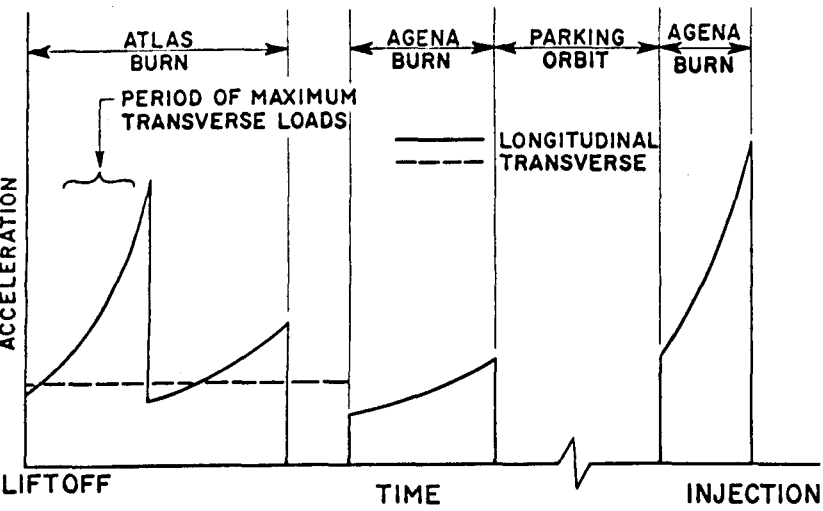 ATLAS
BURN
AGENA
BURN
PARKING
ORBIT
AGENA
BURN
PERIOD OF MAXIMUM
TRANSVERSE LOADS
LONGITUDINAL
TRANSVERSE
ACCELERATION
LIFTOFF
TIME
INJECTION